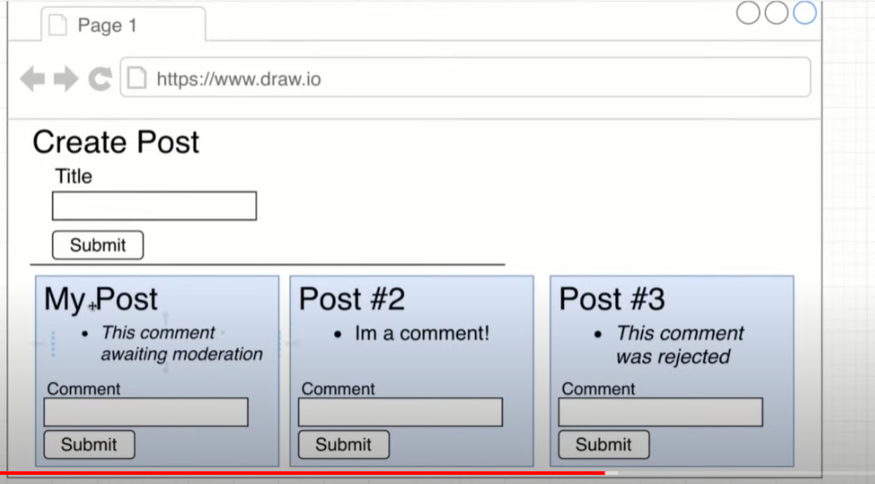 Page 1
https://www.draw.io
Create Post
Title
Submit
My Post
This comment
awaiting moderation
Comment
Submit
Post #2
Im a comment!
Comment
Submit
Post #3
This comment
was rejected
Comment
Submit